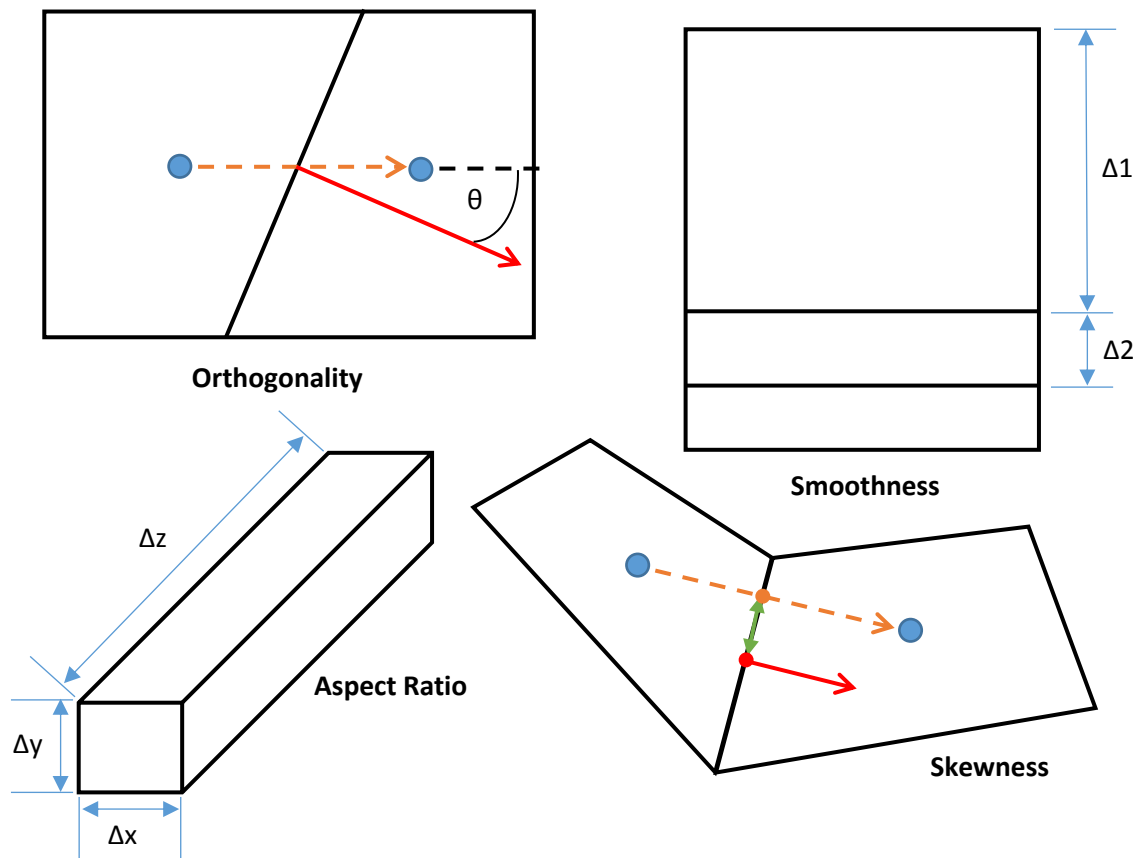 θ
Orthogonality
Δ1
Δ2
Smoothness
Δz
Δy
Δx
Aspect Ratio
Skewness